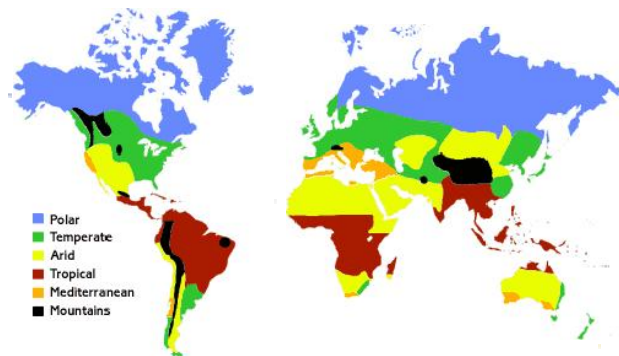 Polar
Temperate
Arid
Tropical
Mediterranean
Mountains